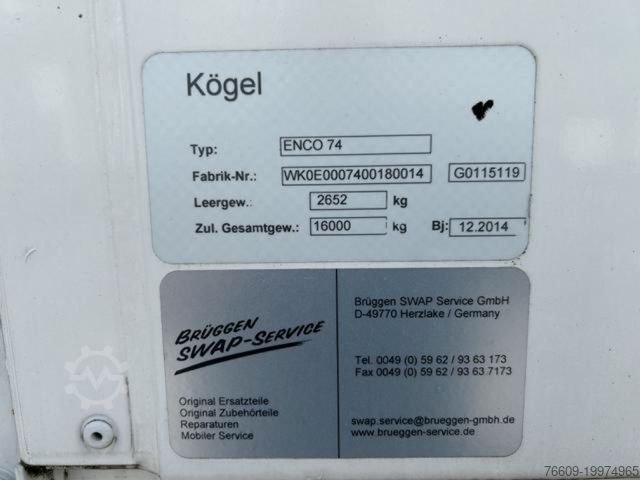 Kögel
Typ: ENCO 74
Fabrik-Nr.: WK0E0007400180014 G0115119
Leergew.: 2652 kg
Zul. Gesamtgew.: 16000 kg Bj: 12.2014
BRÜGGEN
SWAP-SERVICE
Original Ersatzteile
Original Zubehörteile
Reparaturen
Mobiler Service
Brüggen SWAP Service GmbH
D-49770 Herzlake / Germany
Tel. 0049 (0) 59 62 / 93 63 173
Fax 0049 (0) 59 62 / 93 63 7173
swap.service@brueggen-gmbh.de
www.brueggen-service.de
76609-19974965